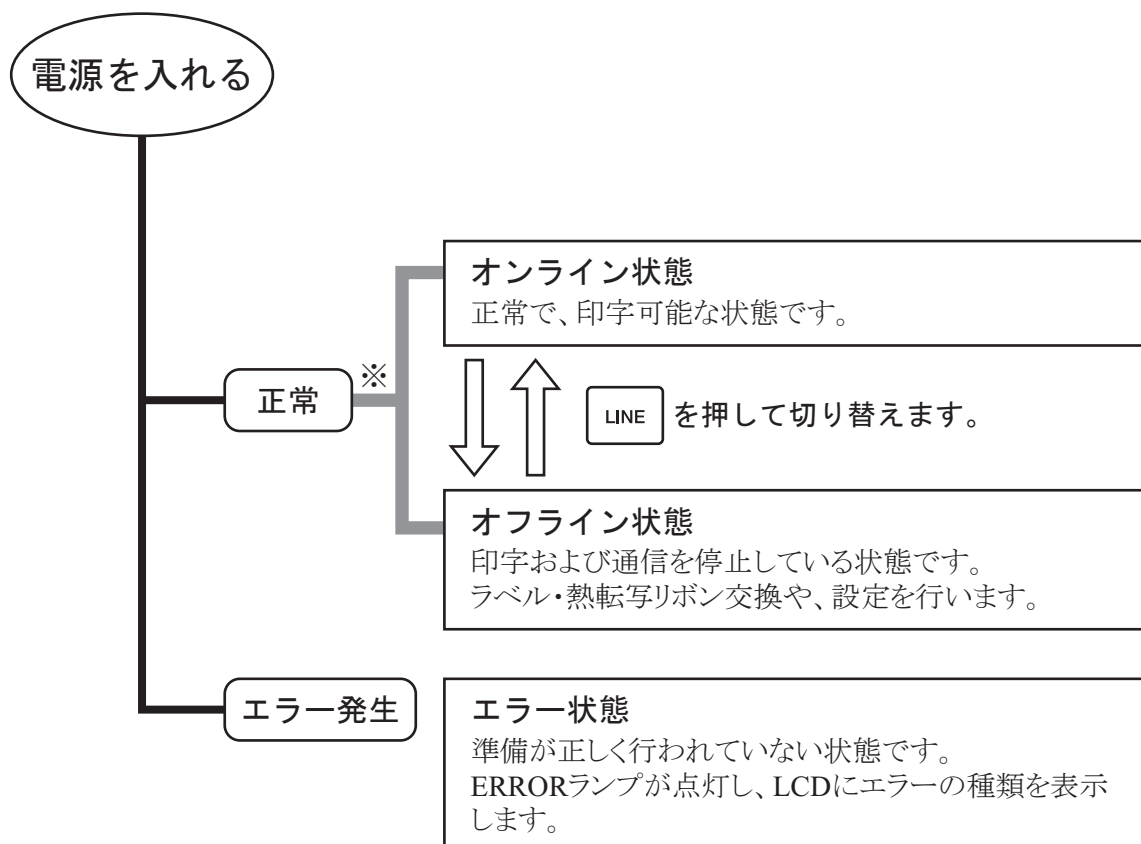 電源を入れる
オンライン状態
正常で、印字可能な状態です。
正常
※
LINE を押して切り替えます。
オフライン状態
印字および通信を停止している状態です。
ラベル・熱転写リボン交換や、設定を行います。
エラー発生
エラー状態
準備が正しく行われていない状態です。
ERRORランプが点灯し、LCDにエラーの種類を表示
します。